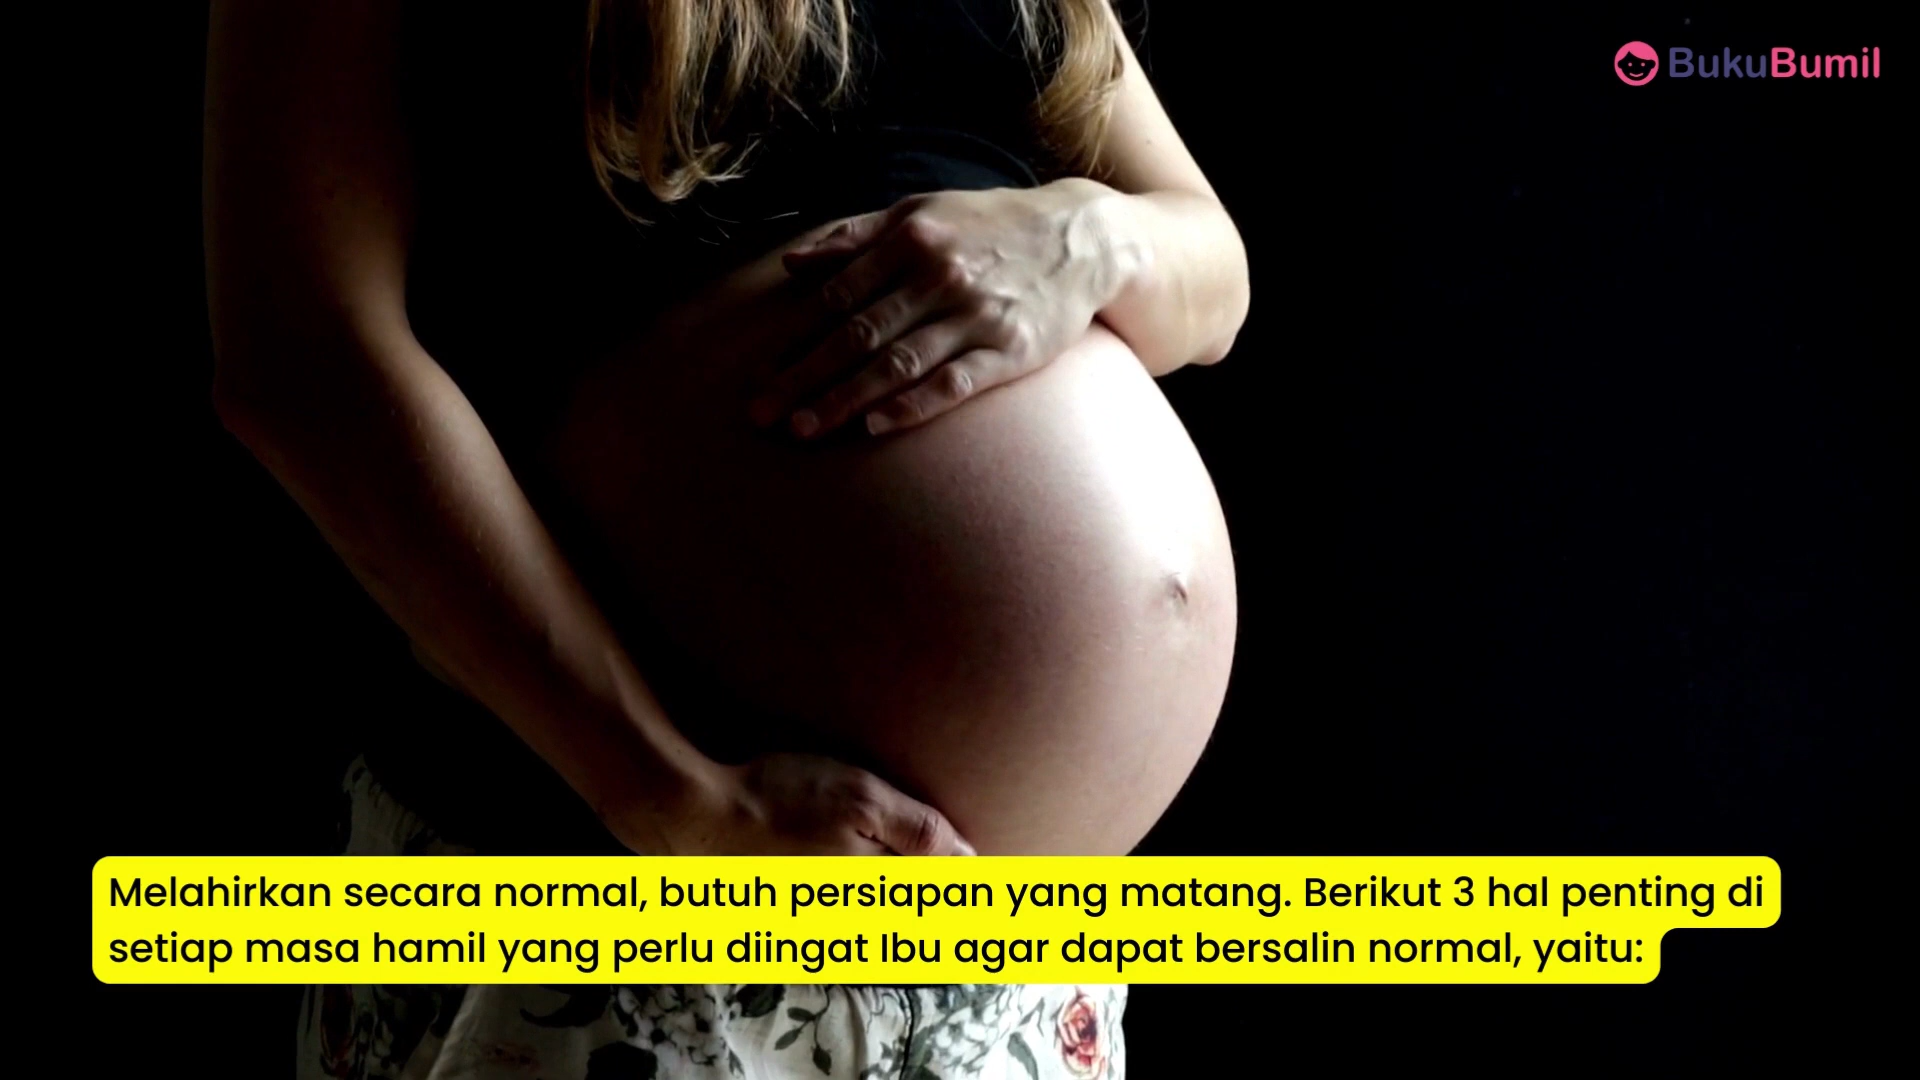 BukuBumil
Melahirkan secara normal, butuh persiapan yang matang. Berikut 3 hal penting di
setiap masa hamil yang perlu diingat Ibu agar dapat bersalin normal, yaitu: